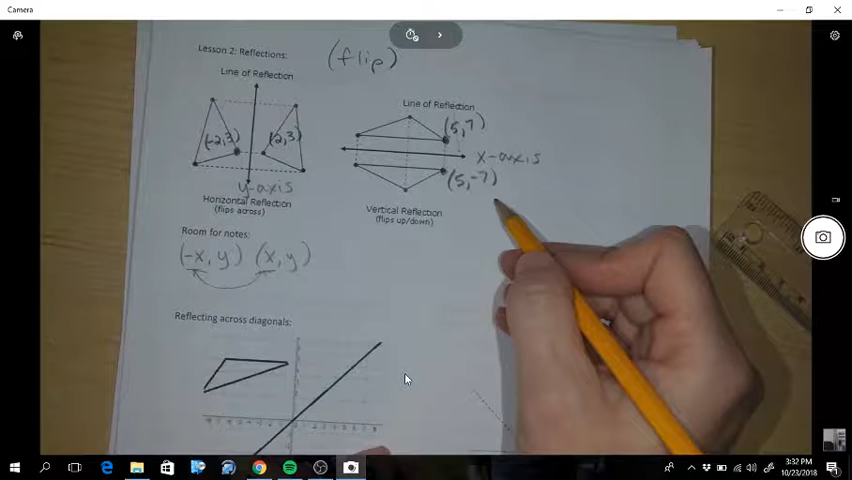 Camera
Lesson 2: Reflections:
(flip)
Line of Reflection
Line of Reflection
(-2,3)
(2,3)
(5,7)
x-axis
(5,-7)
y-axis
Horizontal Reflection
(flips across)
Vertical Reflection
(flips up/down)
Room for notes:
(-x, y) (x, y)
Reflecting across diagonals:
3:32 PM
10/23/2018